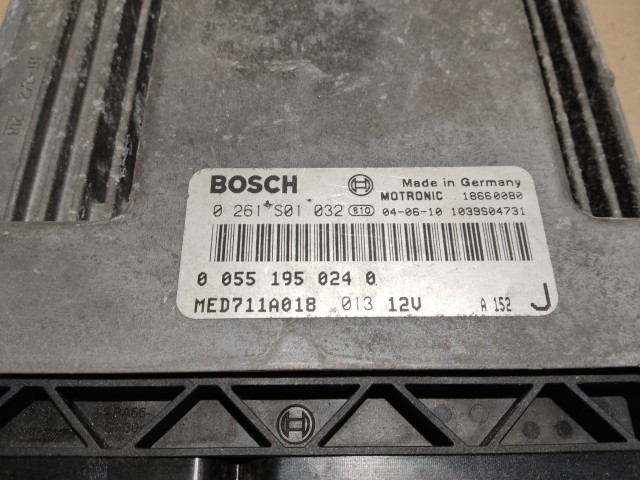 BOSCH Made in Germany
MOTRONIC 18660080
0 261 S01 032 810 04-06-10 1039S04731
0 055 195 024 0
MED711A018 013 12V A 152 J